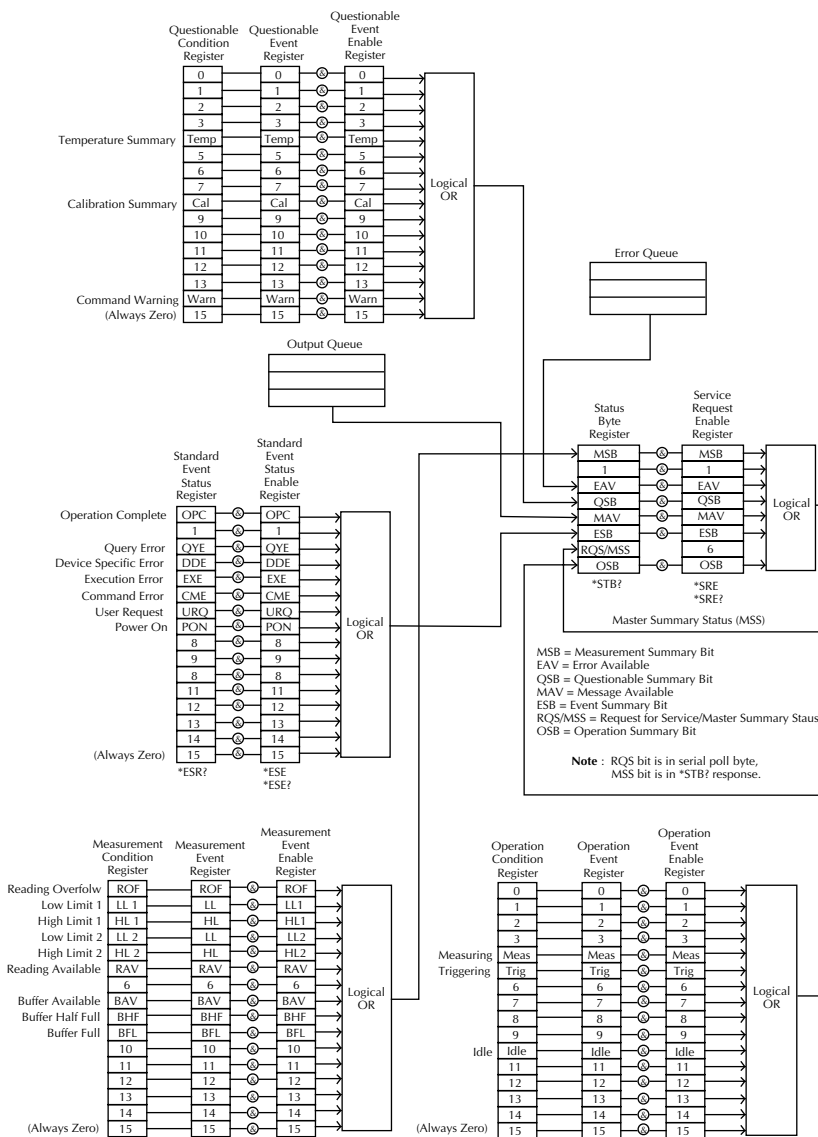 Questionable
Condition
Register
Questionable
Event
Register
Questionable
Event
Enable
Register
0 0 & 0
1 1 & 1
2 2 & 2
3 3 & 3
Temperature Summary Temp Temp & Temp
5 5 & 5
6 6 & 6
7 7 & 7
Calibration Summary Cal Cal & Cal
9 9 & 9
10 10 & 10
11 11 & 11
12 12 & 12
13 13 & 13
Command Warning Warn Warn & Warn
(Always Zero) 15 15 & 15
Logical
OR
Error Queue
Output Queue
Status
Byte
Register
Service
Request
Enable
Register
MSB & MSB
1 & 1
EAV & EAV
QSB & QSB
MAV & MAV
ESB & ESB
RQS/MSS 6
OSB & OSB
*STB?
*SRE
*SRE?
Logical
OR
Master Summary Status (MSS)
MSB = Measurement Summary Bit
EAV = Error Available
QSB = Questionable Summary Bit
MAV = Message Available
ESB = Event Summary Bit
RQS/MSS = Request for Service/Master Summary Staus
OSB = Operation Summary Bit
Note : RQS bit is in serial poll byte,
MSS bit is in *STB? response.
Standard
Event
Status
Register
Standard
Event
Status
Enable
Register
Operation Complete OPC & OPC
1 & 1
Query Error QYE & QYE
Device Specific Error DDE & DDE
Execution Error EXE & EXE
Command Error CME & CME
User Request URQ & URQ
Power On PON & PON
8 & 8
9 & 9
8 & 8
11 & 11
12 & 12
13 & 13
14 & 14
(Always Zero) 15 & 15
*ESR?
*ESE
*ESE?
Logical
OR
Measurement
Condition
Register
Measurement
Event
Register
Measurement
Event
Enable
Register
Reading Overfolw ROF ROF & ROF
Low Limit 1 LL 1 LL & LL1
High Limit 1 HL 1 HL & HL1
Low Limit 2 LL 2 LL & LL2
High Limit 2 HL 2 HL & HL2
Reading Available RAV RAV & RAV
6 6 & 6
Buffer Available BAV BAV & BAV
Buffer Half Full BHF BHF & BHF
Buffer Full BFL BFL & BFL
10 10 & 10
11 11 & 11
12 12 & 12
13 13 & 13
14 14 & 14
(Always Zero) 15 15 & 15
Logical
OR
Operation
Condition
Register
Operation
Event
Register
Operation
Event
Enable
Register
0 0 & 0
1 1 & 1
2 2 & 2
3 3 & 3
Measuring Meas Meas & Meas
Triggering Trig Trig & Trig
6 6 & 6
7 7 & 7
8 8 & 8
9 9 & 9
Idle Idle Idle & Idle
11 11 & 11
12 12 & 12
13 13 & 13
14 14 & 14
(Always Zero) 15 15 & 15
Logical
OR